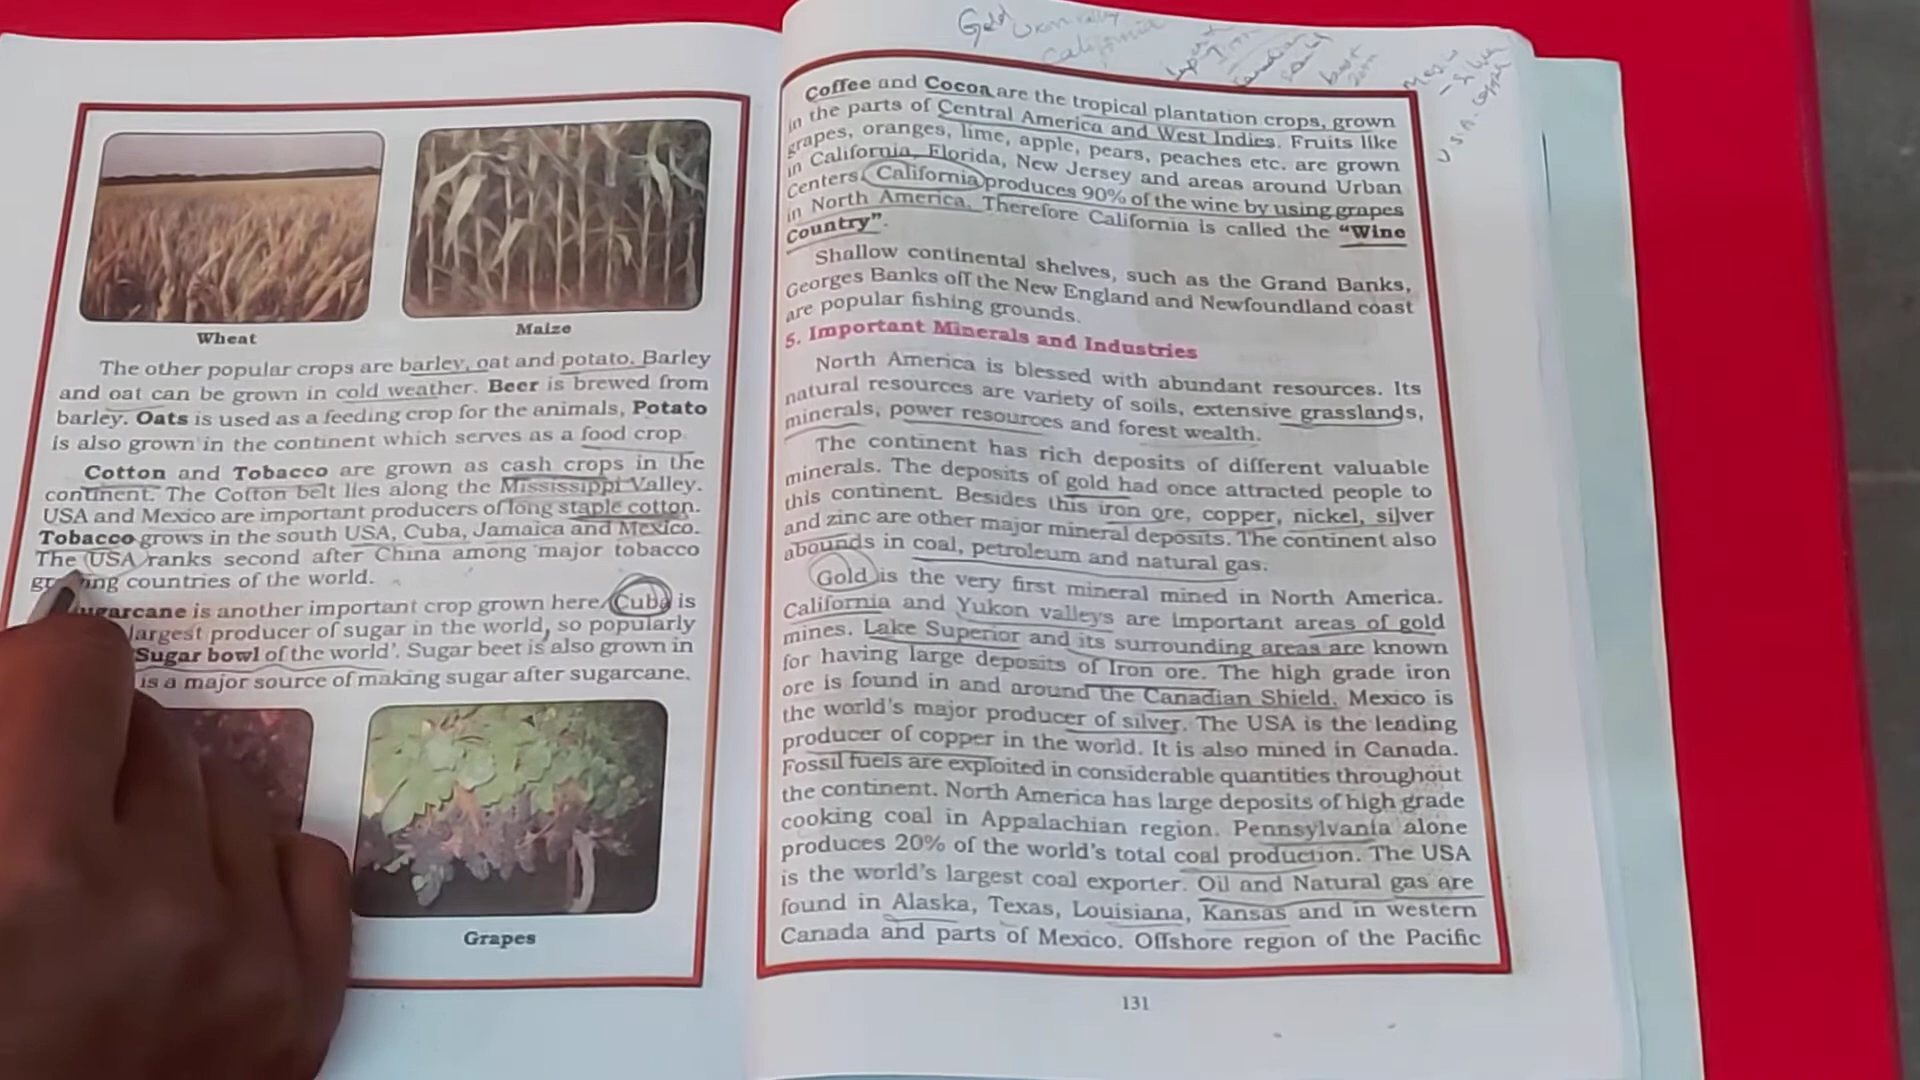 Wheat
Maize
The other popular crops are barley, oat and potato. Barley
and oat can be grown in cold weather. Beer is brewed from
barley. Oats is used as a feeding crop for the animals, Potato
is also grown in the continent which serves as a food crop
Cotton and Tobacco are grown as cash crops in the
continent. The Cotton belt lies along the Mississippi Valley.
USA and Mexico are important producers of long staple cotton.
Tobacco grows in the south USA, Cuba, Jamaica and Mexico.
The USA ranks second after China among major tobacco
growing countries of the world.
ugarcane is another important crop grown here. Cuba is
largest producer of sugar in the world, so popularly
'Sugar bowl of the world'. Sugar beet is also grown in
is a major source of making sugar after sugarcane.
Grapes
Gold
California
Coffee and Cocoa are the tropical plantation crops, grown
in the parts of Central America and West Indies. Fruits like
grapes, oranges, lime, apple, pears, peaches etc. are grown
in California, Florida, New Jersey and areas around Urban
Centers. California produces 90% of the wine by using grapes
in North America. Therefore California is called the "Wine
Country".
Shallow continental shelves, such as the Grand Banks,
Georges Banks off the New England and Newfoundland coast
are popular fishing grounds.
5. Important Minerals and Industries
North America is blessed with abundant resources. Its
natural resources are variety of soils, extensive grasslands,
minerals, power resources and forest wealth.
The continent has rich deposits of different valuable
minerals. The deposits of gold had once attracted people to
this continent. Besides this iron ore, copper, nickel, silver
and zinc are other major mineral deposits. The continent also
abounds in coal, petroleum and natural gas.
Gold is the very first mineral mined in North America.
California and Yukon valleys are important areas of gold
mines. Lake Superior and its surrounding areas are known
for having large deposits of Iron ore. The high grade iron
ore is found in and around the Canadian Shield. Mexico is
the world's major producer of silver. The USA is the leading
producer of copper in the world. It is also mined in Canada.
Fossil fuels are exploited in considerable quantities throughout
the continent. North America has large deposits of high grade
cooking coal in Appalachian region. Pennsylvania alone
produces 20% of the world's total coal production. The USA
is the world's largest coal exporter. Oil and Natural gas are
found in Alaska, Texas, Louisiana, Kansas and in western
Canada and parts of Mexico. Offshore region of the Pacific
131